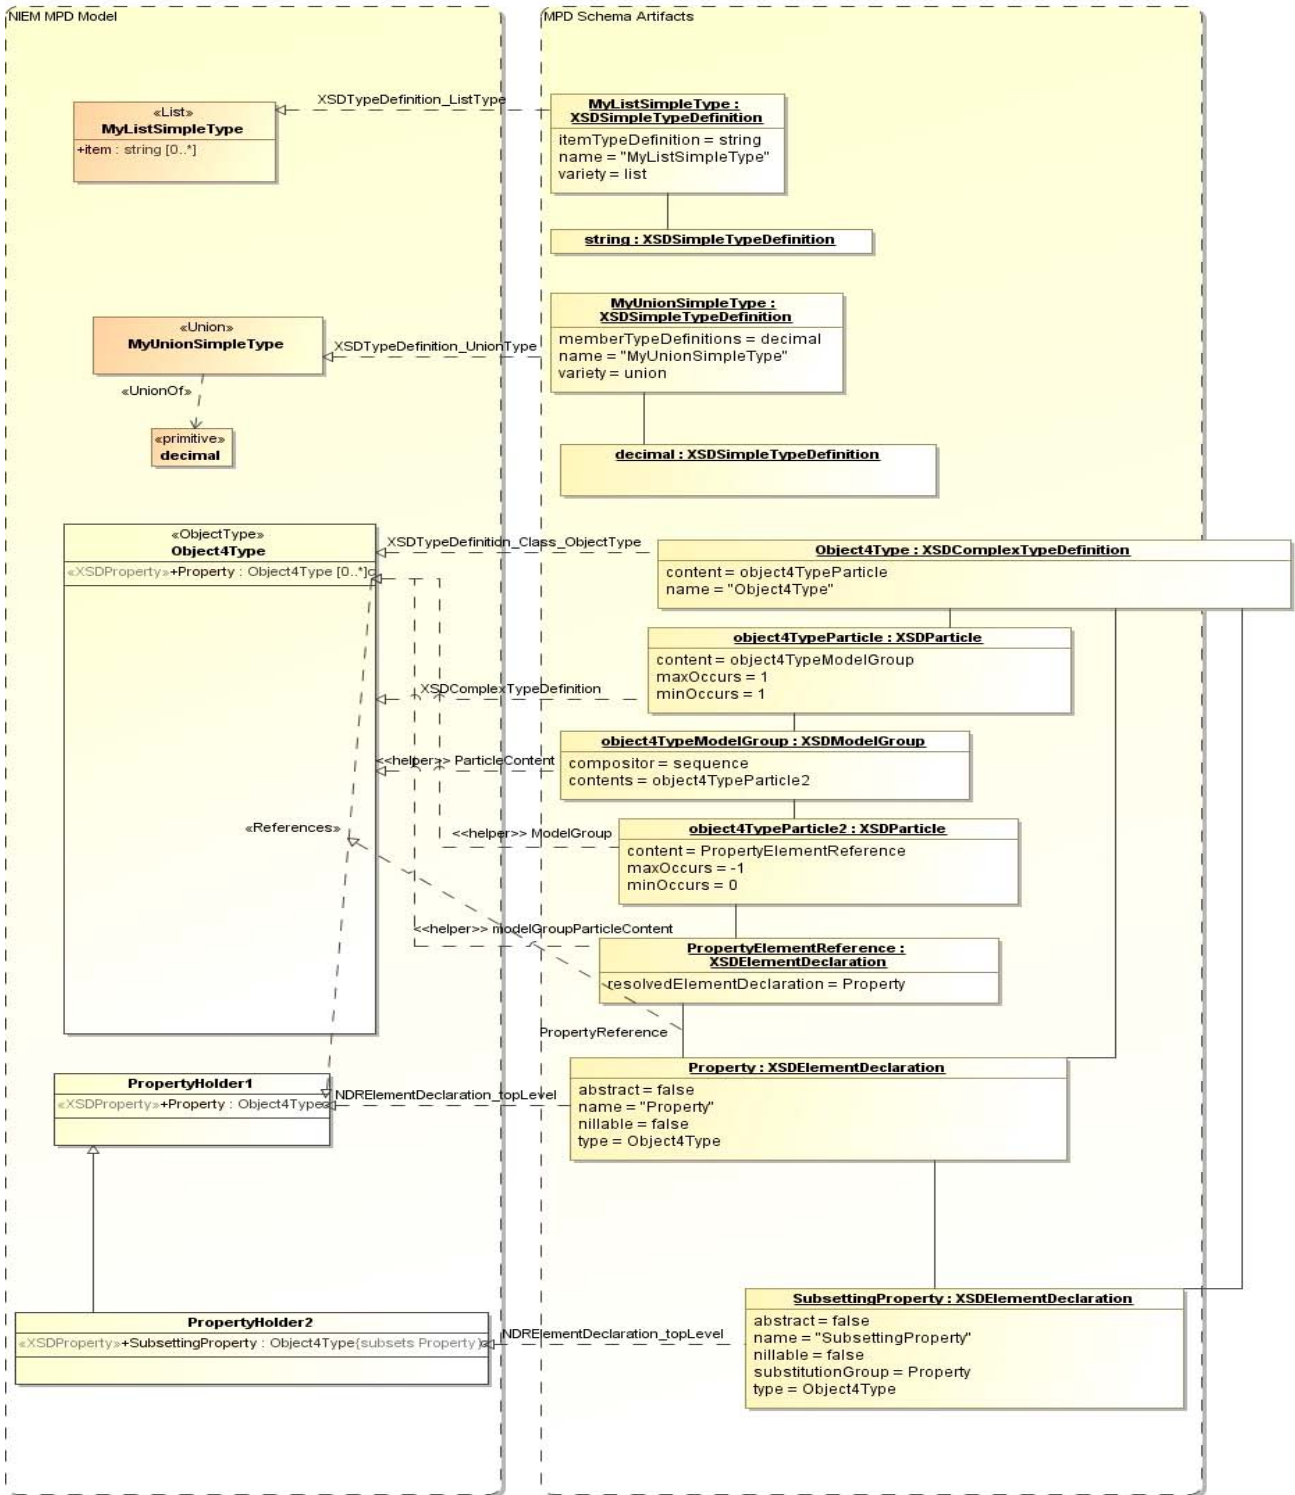 NIEM MPD Model
MPD Schema Artifacts
XSDTypeDefinition_ListType
«List»
MyListSimpleType
+item : string [0..*]
MyListSimpleType :
XSDSimpleTypeDefinition
itemTypeDefinition = string
name = "MyListSimpleType"
variety = list
string : XSDSimpleTypeDefinition
«Union»
MyUnionSimpleType
XSDTypeDefinition_UnionType
MyUnionSimpleType :
XSDSimpleTypeDefinition
memberTypeDefinitions = decimal
name = "MyUnionSimpleType"
variety = union
«UnionOf»
«primitive»
decimal
decimal : XSDSimpleTypeDefinition
«ObjectType»
Object4Type
«XSDProperty»+Property : Object4Type [0..*]
XSDTypeDefinition_Class_ObjectType
Object4Type : XSDComplexTypeDefinition
content = object4TypeParticle
name = "Object4Type"
object4TypeParticle : XSDParticle
content = object4TypeModelGroup
maxOccurs = 1
minOccurs = 1
XSDComplexTypeDefinition
object4TypeModelGroup : XSDModelGroup
compositor = sequence
contents = object4TypeParticle2
<<helper>> ParticleContent
«References»
<<helper>> ModelGroup
object4TypeParticle2 : XSDParticle
content = PropertyElementReference
maxOccurs = -1
minOccurs = 0
<<helper>> modelGroupParticleContent
PropertyElementReference :
XSDElementDeclaration
resolvedElementDeclaration = Property
PropertyReference
Property : XSDElementDeclaration
abstract = false
name = "Property"
nillable = false
type = Object4Type
PropertyHolder1
«XSDProperty»+Property : Object4Type
NDRElementDeclaration_topLevel
PropertyHolder2
«XSDProperty»+SubsettingProperty : Object4Type{subsets Property}
NDRElementDeclaration_topLevel
SubsettingProperty : XSDElementDeclaration
abstract = false
name = "SubsettingProperty"
nillable = false
substitutionGroup = Property
type = Object4Type